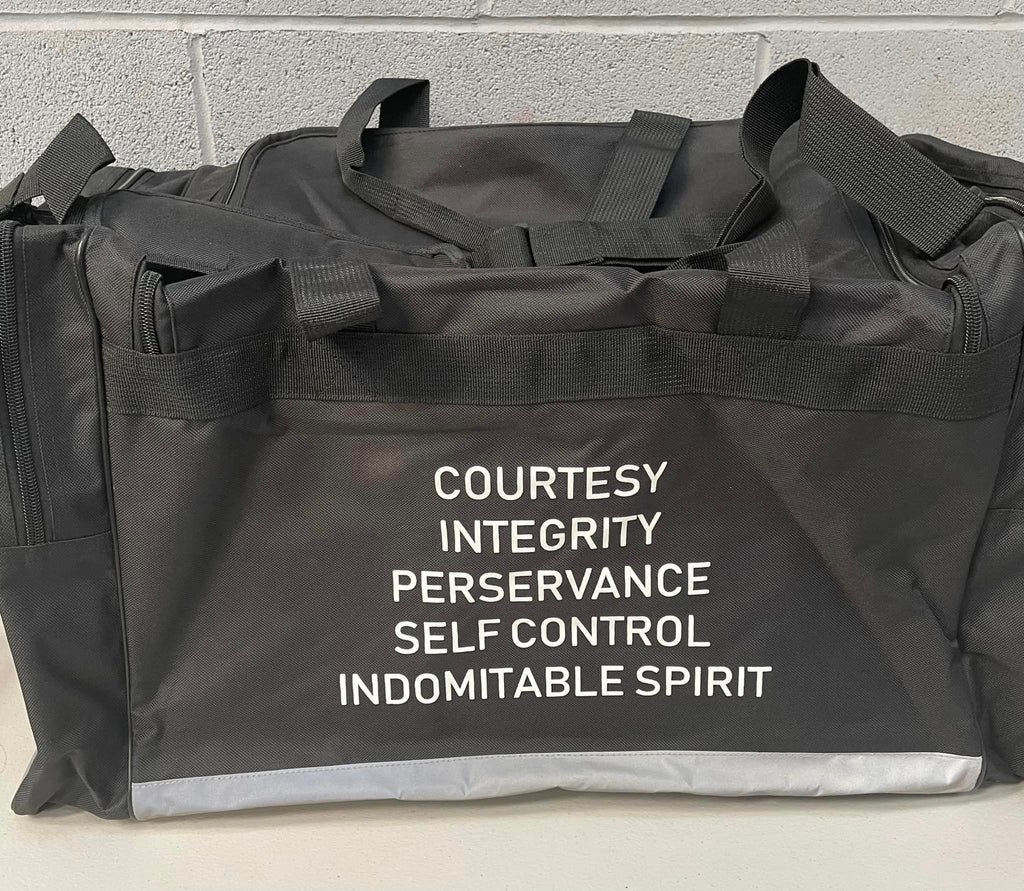 COURTESY
INTEGRITY
PERSERVANCE
SELF CONTROL
INDOMITABLE SPIRIT